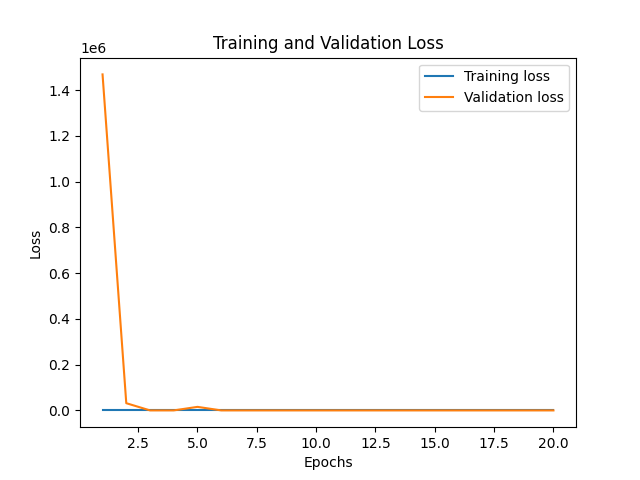 Training and Validation Loss
1e6
Training loss
Validation loss
1.4
1.2
1.0
0.8
0.6
0.4
0.2
0.0
Loss
2.5 5.0 7.5 10.0 12.5 15.0 17.5 20.0
Epochs